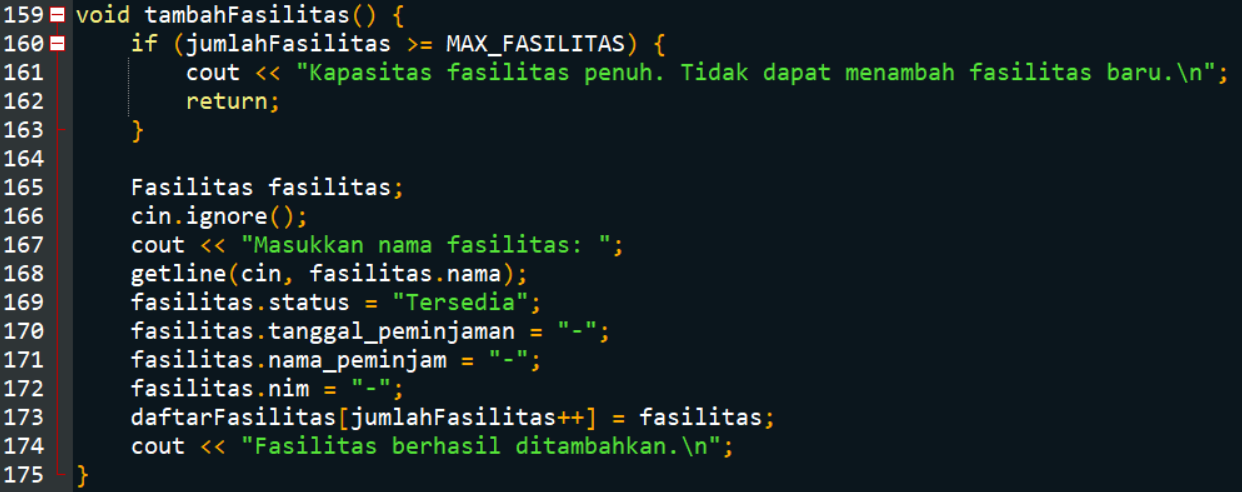 159 void tambahFasilitas() {
160     if (jumlahFasilitas >= MAX_FASILITAS) {
161         cout << "Kapasitas fasilitas penuh. Tidak dapat menambah fasilitas baru.\n";
162         return;
163     }
164
165     Fasilitas fasilitas;
166     cin.ignore();
167     cout << "Masukkan nama fasilitas: ";
168     getline(cin, fasilitas.nama);
169     fasilitas.status = "Tersedia";
170     fasilitas.tanggal_peminjaman = "-";
171     fasilitas.nama_peminjam = "-";
172     fasilitas.nim = "-";
173     daftarFasilitas[jumlahFasilitas++] = fasilitas;
174     cout << "Fasilitas berhasil ditambahkan.\n";
175 }